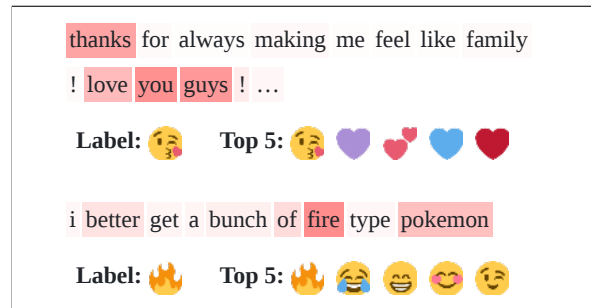 thanks for always making me feel like family
! love you guys ! …
Label: 😘 Top 5: 😘 💜 💕 💙 ❤️
i better get a bunch of fire type pokemon
Label: 🔥 Top 5: 🔥 😂 😁 😊 😉